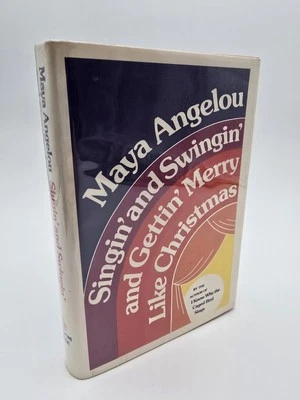 Maya Angelou
Singin' and Swingin'
and Gettin' Merry
Like Christmas
BY THE
AUTHOR OF
I Know Why the
Caged Bird
Sings
Maya Angelou
Singin' and Swingin'